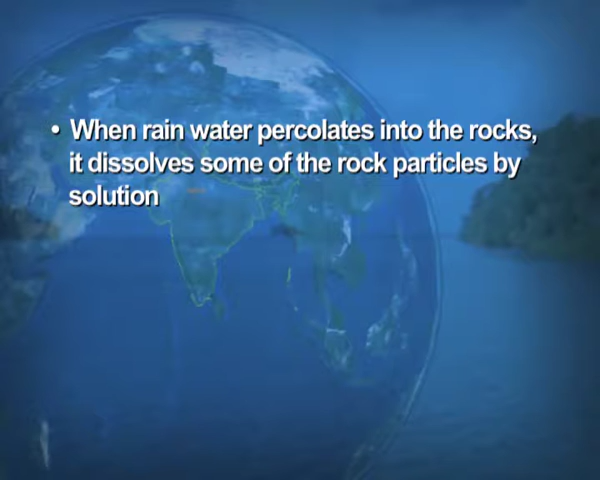 • When rain water percolates into the rocks,
it dissolves some of the rock particles by
solution